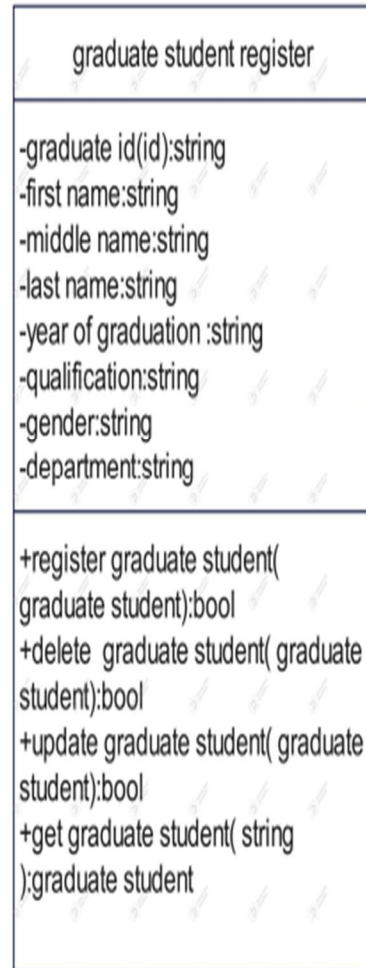 graduate student register
-graduate id(id):string
-first name:string
-middle name:string
-last name:string
-year of graduation :string
-qualification:string
-gender:string
-department:string
+register graduate student(
graduate student):bool
+delete  graduate student( graduate
student):bool
+update graduate student( graduate
student):bool
+get graduate student( string
):graduate student